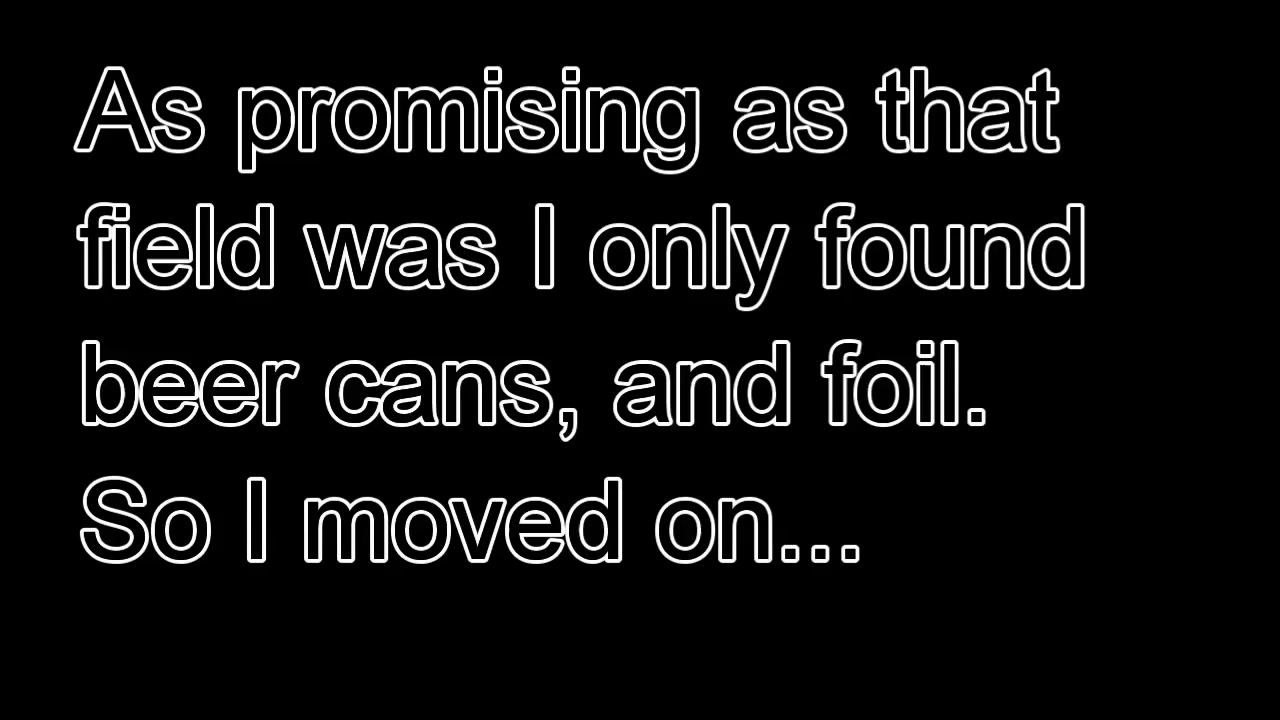 As promising as that
field was I only found
beer cans, and foil.
So I moved on...